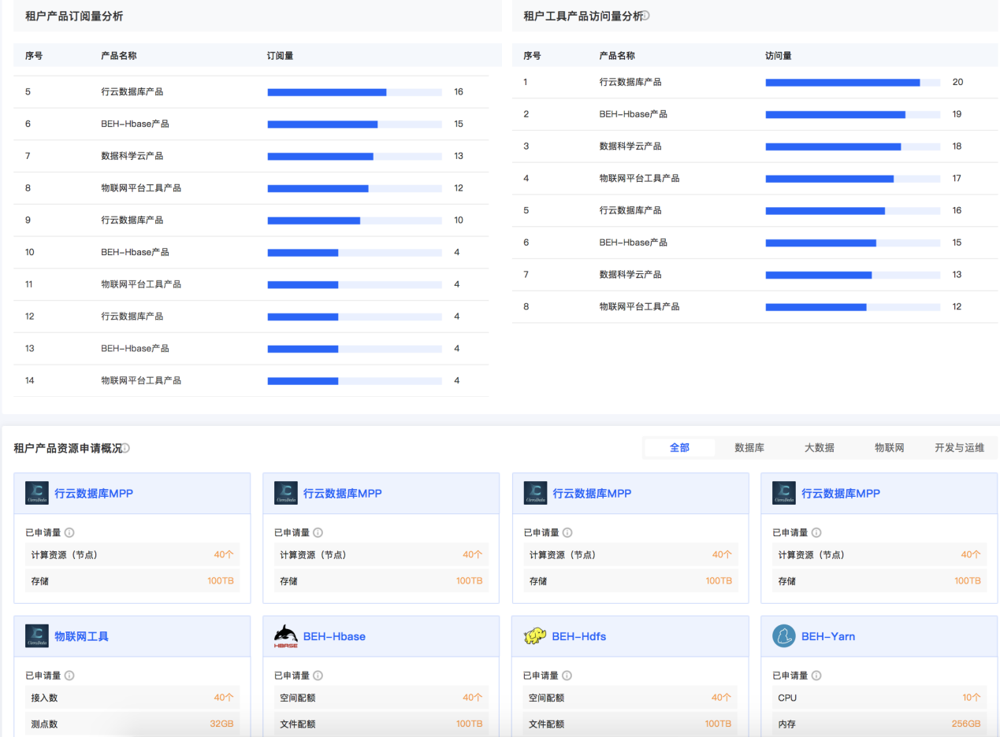 租户产品订阅量分析
序号 产品名称 订阅量
5 行云数据库产品 16
6 BEH-Hbase产品 15
7 数据科学云产品 13
8 物联网平台工具产品 12
9 行云数据库产品 10
10 BEH-Hbase产品 4
11 物联网平台工具产品 4
12 行云数据库产品 4
13 BEH-Hbase产品 4
14 物联网平台工具产品 4
租户工具产品访问量分析
序号 产品名称 访问量
1 行云数据库产品 20
2 BEH-Hbase产品 19
3 数据科学云产品 18
4 物联网平台工具产品 17
5 行云数据库产品 16
6 BEH-Hbase产品 15
7 数据科学云产品 13
8 物联网平台工具产品 12
租户产品资源申请概况
全部 数据库 大数据 物联网 开发与运维
行云数据库MPP
已申请量
计算资源（节点） 40个
存储 100TB
行云数据库MPP
已申请量
计算资源（节点） 40个
存储 100TB
行云数据库MPP
已申请量
计算资源（节点） 40个
存储 100TB
行云数据库MPP
已申请量
计算资源（节点） 40个
存储 100TB
物联网工具
已申请量
接入数 40个
测点数 32GB
HBASE
BEH-Hbase
已申请量
空间配额 40个
文件配额 100TB
BEH-Hdfs
已申请量
空间配额 40个
文件配额 100TB
BEH-Yarn
已申请量
CPU 10个
内存 256GB